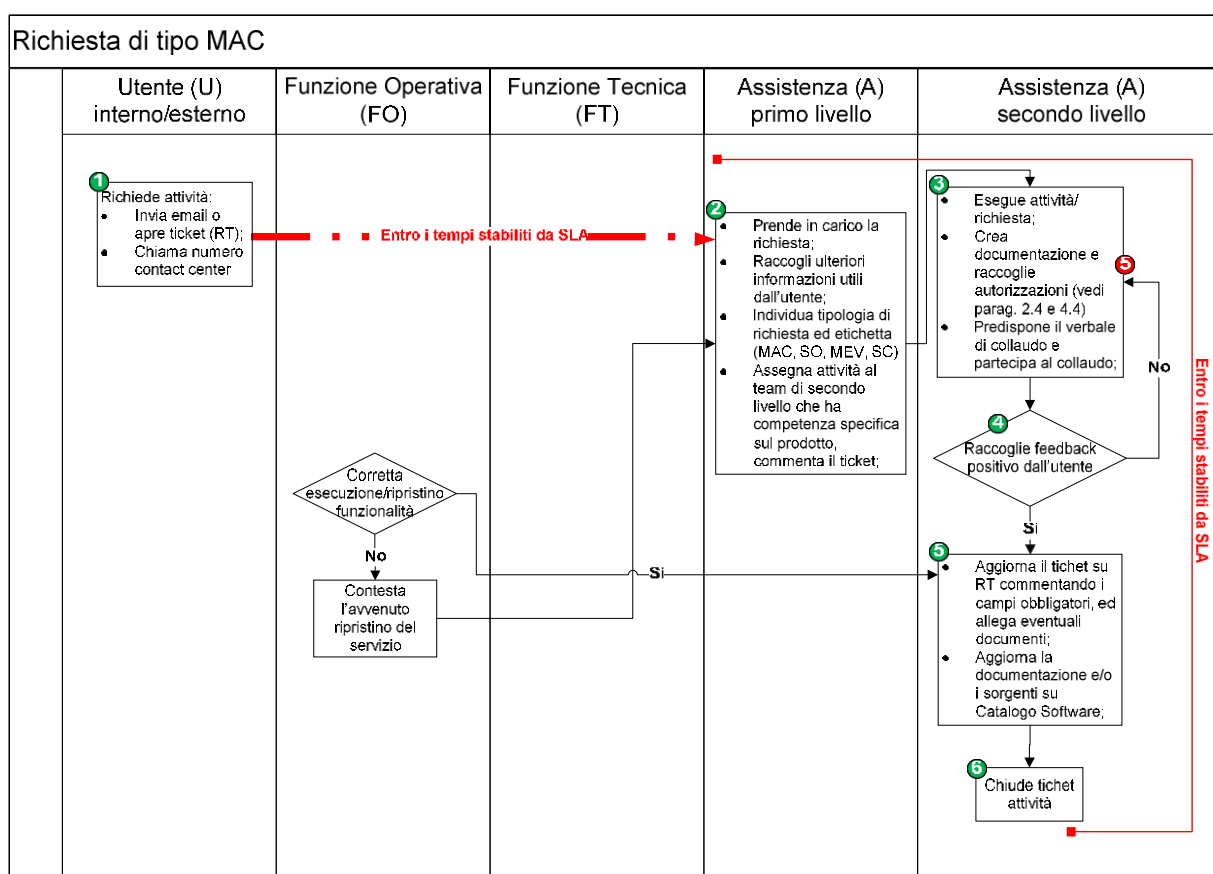 Richiesta di tipo MAC
Utente (U)
interno/esterno
Funzione Operativa
(FO)
Funzione Tecnica
(FT)
Assistenza (A)
primo livello
Assistenza (A)
secondo livello
1
Richiede attività:
• Invia email o
apre ticket (RT);
• Chiama numero
contact center
Entro i tempi stabiliti da SLA
2
• Prende in carico la
richiesta;
• Raccogli ulteriori
informazioni utili
dall'utente;
• Individua tipologia di
richiesta ed etichetta
(MAC, SO, MEV, SC)
• Assegna attività al
team di secondo
livello che ha
competenza specifica
sul prodotto,
commenta il ticket;
3
• Esegue attività/
richiesta;
• Crea
documentazione e
raccoglie
autorizzazioni (vedi
parag. 2.4 e 4.4)
• Predispone il verbale
di collaudo e
partecipa al collaudo;
5
No
Entro i tempi stabiliti da SLA
4
Raccoglie feedback
positivo dall'utente
Si
Corretta
esecuzione/ripristino
funzionalità
No
Si
Contesta
l'avvenuto
ripristino del
servizio
5
• Aggiorna il tichet su
RT commentando i
campi obbligatori, ed
allega eventuali
documenti;
• Aggiorna la
documentazione e/o
i sorgenti su
Catalogo Software;
6
Chiude tichet
attività